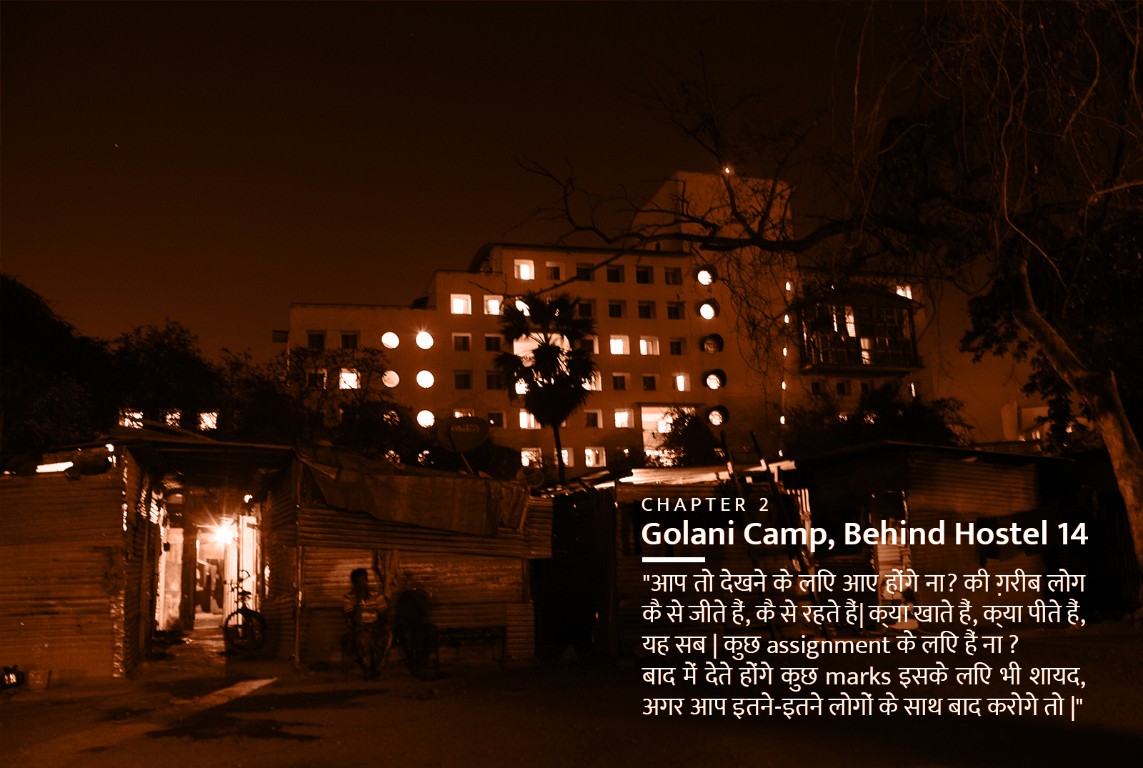 CHAPTER 2
Golani Camp, Behind Hostel 14
"आप तो देखने के लिए आए होंगे ना? की ग़रीब लोग
कै से जीते हैं, कै से रहते हैं| क्या खाते हैं, क्या पीते हैं,
यह सब | कुछ assignment के लिए हैं ना ?
बाद में देते होंगे कुछ marks इसके लिए भी शायद,
अगर आप इतने-इतने लोगों के साथ बाद करोगे तो |"